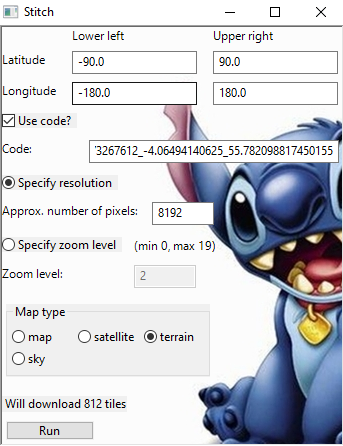 Stitch
Lower left Upper right
Latitude -90.0 90.0
Longitude -180.0 180.0
Use code?
Code: '3267612_-4.06494140625_55.782098817450155
Specify resolution
Approx. number of pixels: 8192
Specify zoom level (min 0, max 19)
Zoom level: 2
Map type
map satellite terrain
sky
Will download 812 tiles
Run